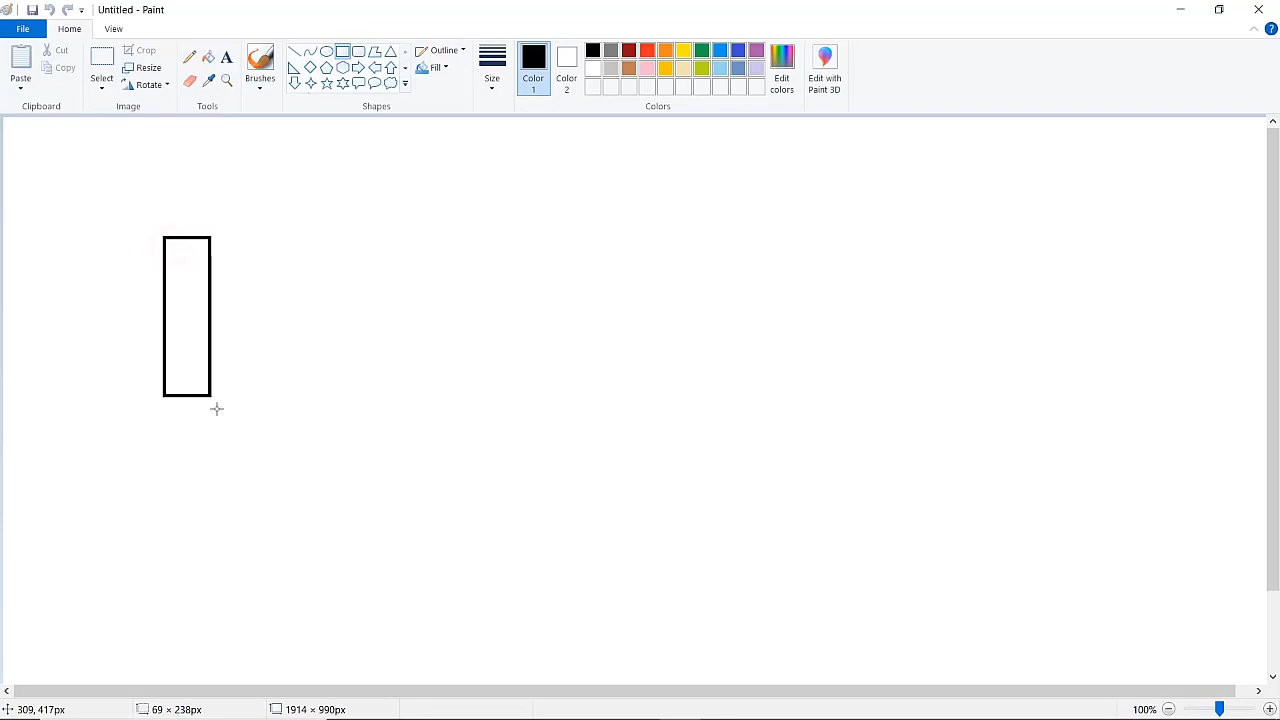 Untitled - Paint
File
Home
View
Paste
Cut
Copy
Clipboard
Select
Crop
Resize
Rotate
Image
A
Tools
Brushes
Outline
Fill
Shapes
Size
Color
1
Color
2
Edit
colors
Colors
Edit with
Paint 3D
?
309, 417px
69 × 238px
1914 × 990px
100%